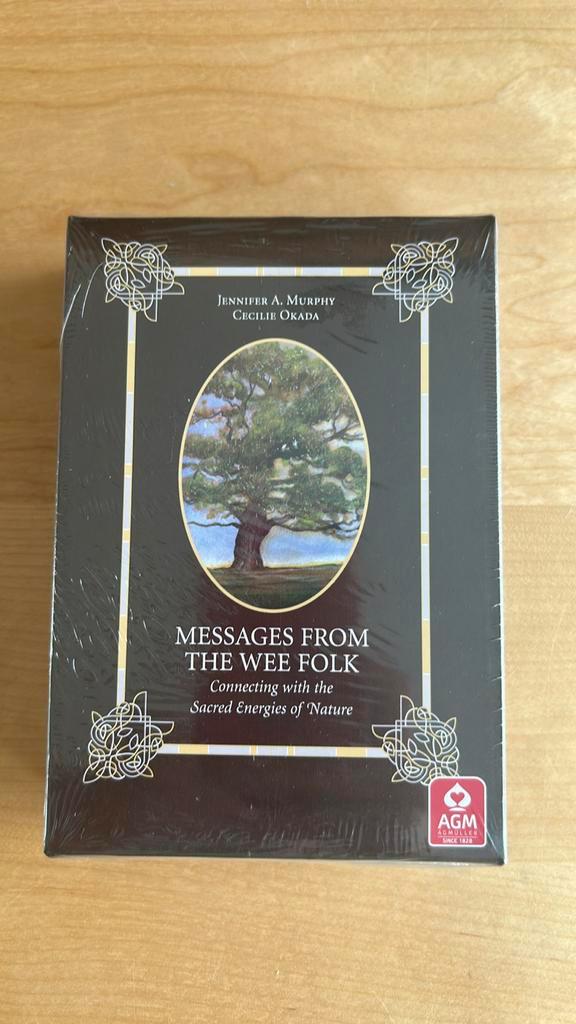 Jennifer A. Murphy
Cecilie Okada
MESSAGES FROM
THE WEE FOLK
Connecting with the
Sacred Energies of Nature
AGM
AGMÜLLER
SINCE 1828